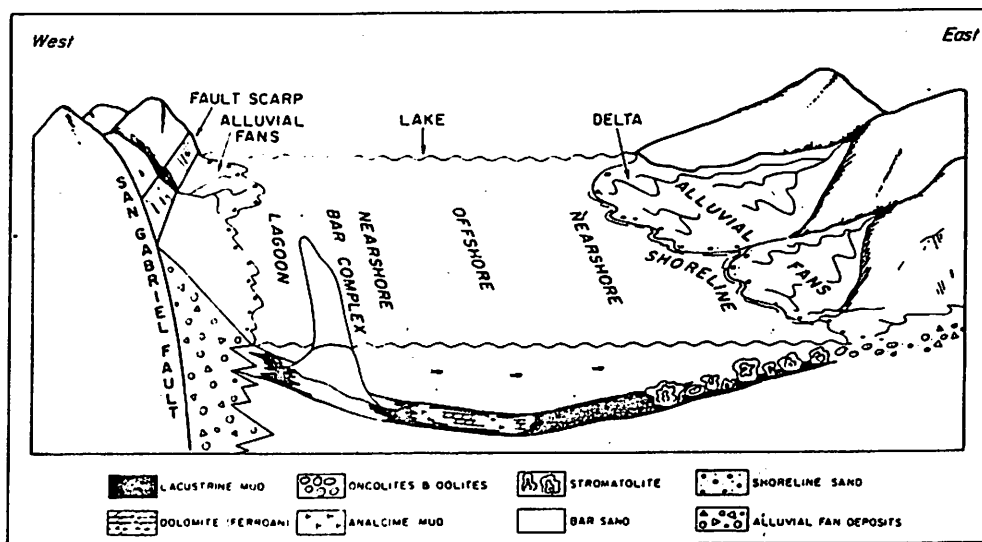 West
East
FAULT SCARP
ALLUVIAL
FANS
LAKE
DELTA
SAN GABRIEL FAULT
LAGOON
BAR COMPLEX
NEARSHORE
OFFSHORE
NEARSHORE
SHORELINE
ALLUVIAL
FANS
LACUSTRINE MUD
ONCOLITES & OOLITES
STROMATOLITE
SHORELINE SAND
DOLOMITE (FERROAN)
ANALCIME MUD
BAR SAND
ALLUVIAL FAN DEPOSITS